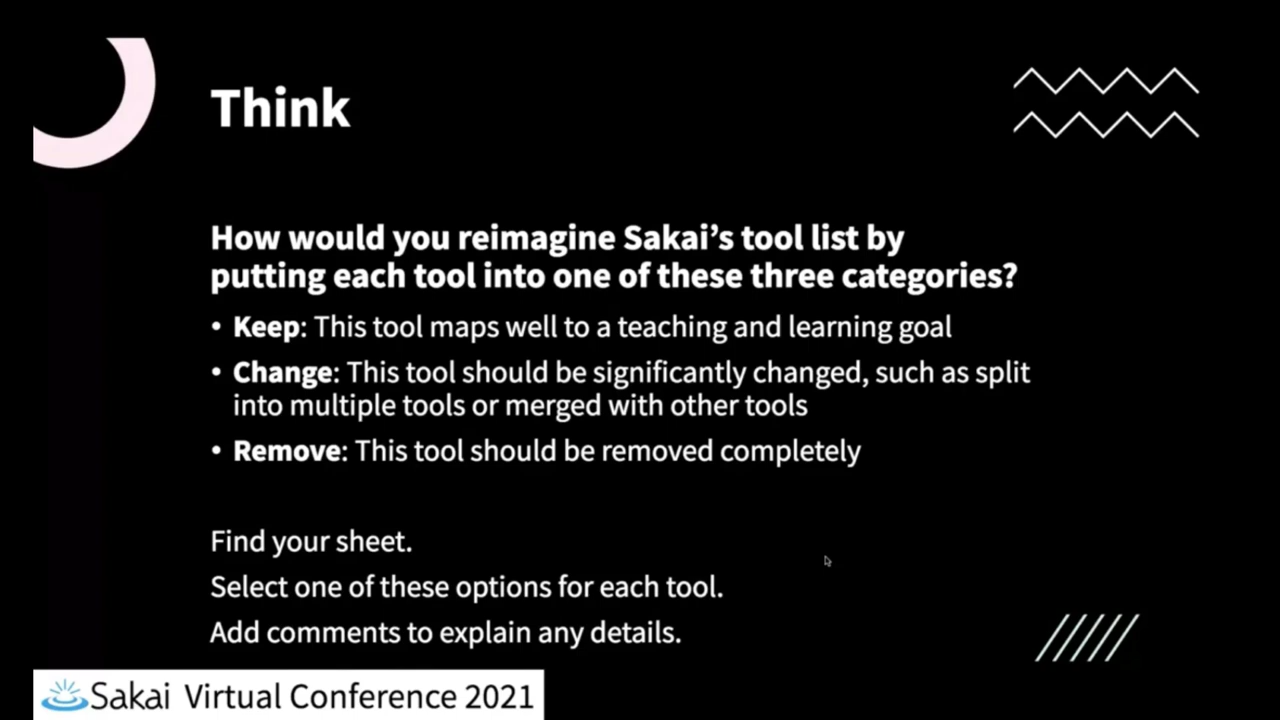 Think
How would you reimagine Sakai’s tool list by
putting each tool into one of these three categories?
• Keep: This tool maps well to a teaching and learning goal
• Change: This tool should be significantly changed, such as split
into multiple tools or merged with other tools
• Remove: This tool should be removed completely
Find your sheet.
Select one of these options for each tool.
Add comments to explain any details.
Sakai Virtual Conference 2021